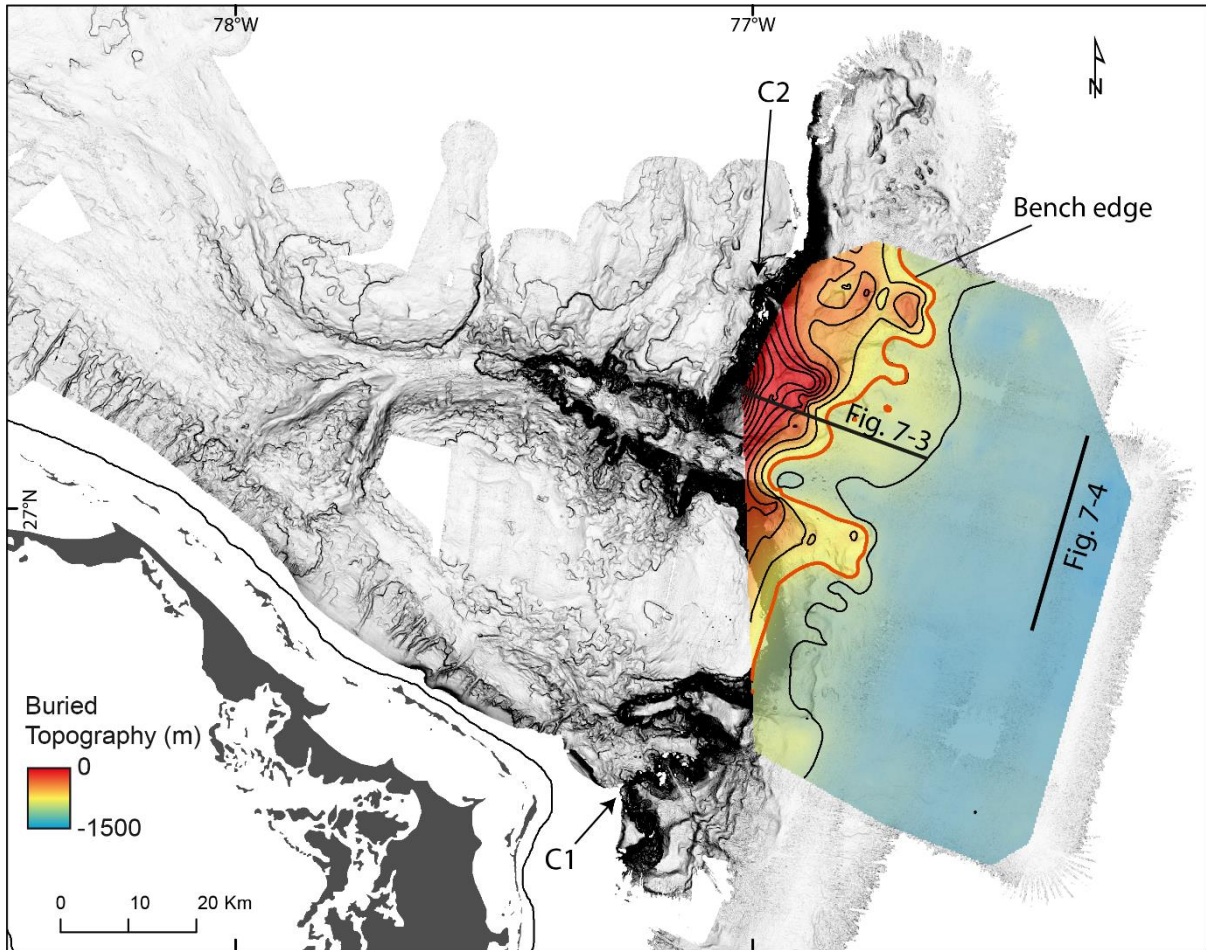 78°W
77°W
N
C2
Bench edge
Fig. 7-3
27°N
Fig. 7-4
Buried
Topography (m)
0
-1500
C1
0 10 20 Km